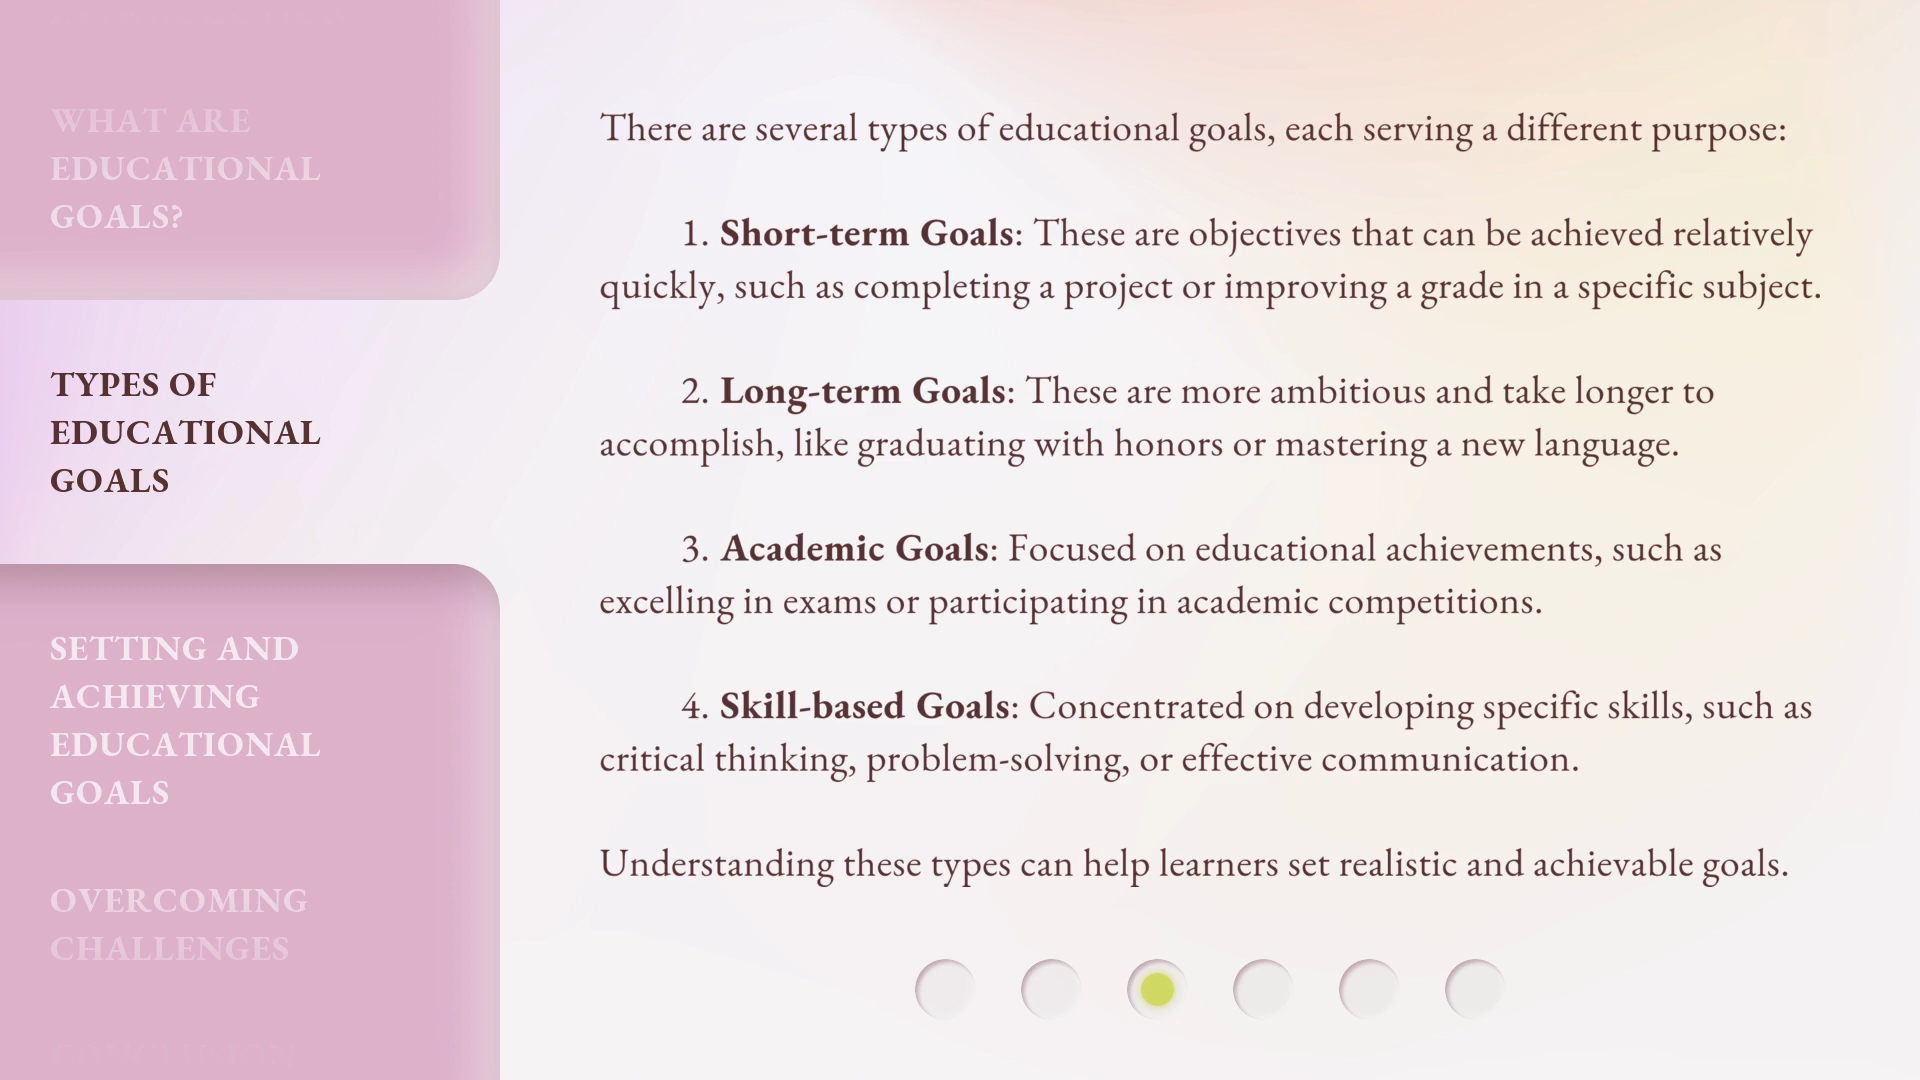 WHAT ARE
EDUCATIONAL
GOALS?
TYPES OF
EDUCATIONAL
GOALS
SETTING AND
ACHIEVING
EDUCATIONAL
GOALS
OVERCOMING
CHALLENGES
CONCLUSION
There are several types of educational goals, each serving a different purpose:
1. Short-term Goals: These are objectives that can be achieved relatively
quickly, such as completing a project or improving a grade in a specific subject.
2. Long-term Goals: These are more ambitious and take longer to
accomplish, like graduating with honors or mastering a new language.
3. Academic Goals: Focused on educational achievements, such as
excelling in exams or participating in academic competitions.
4. Skill-based Goals: Concentrated on developing specific skills, such as
critical thinking, problem-solving, or effective communication.
Understanding these types can help learners set realistic and achievable goals.